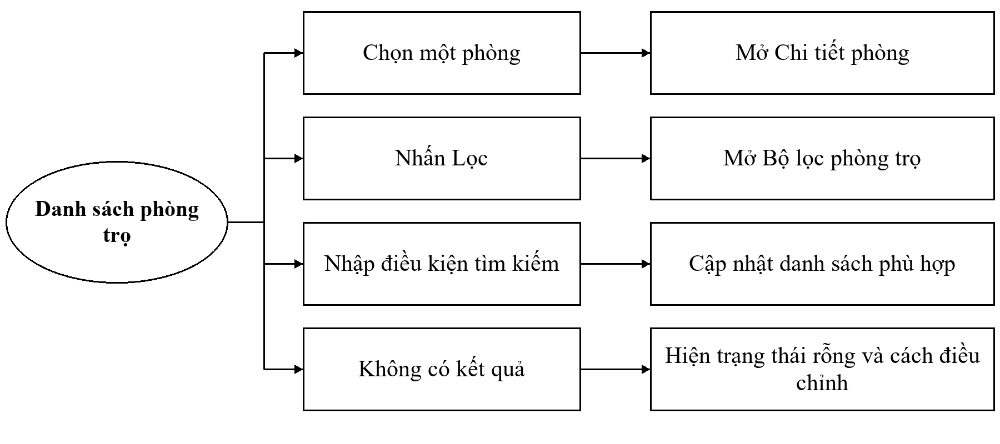 Danh sách phòng
trọ
Chọn một phòng
Mở Chi tiết phòng
Nhấn Lọc
Mở Bộ lọc phòng trọ
Nhập điều kiện tìm kiếm
Cập nhật danh sách phù hợp
Không có kết quả
Hiện trạng thái rỗng và cách điều
chỉnh